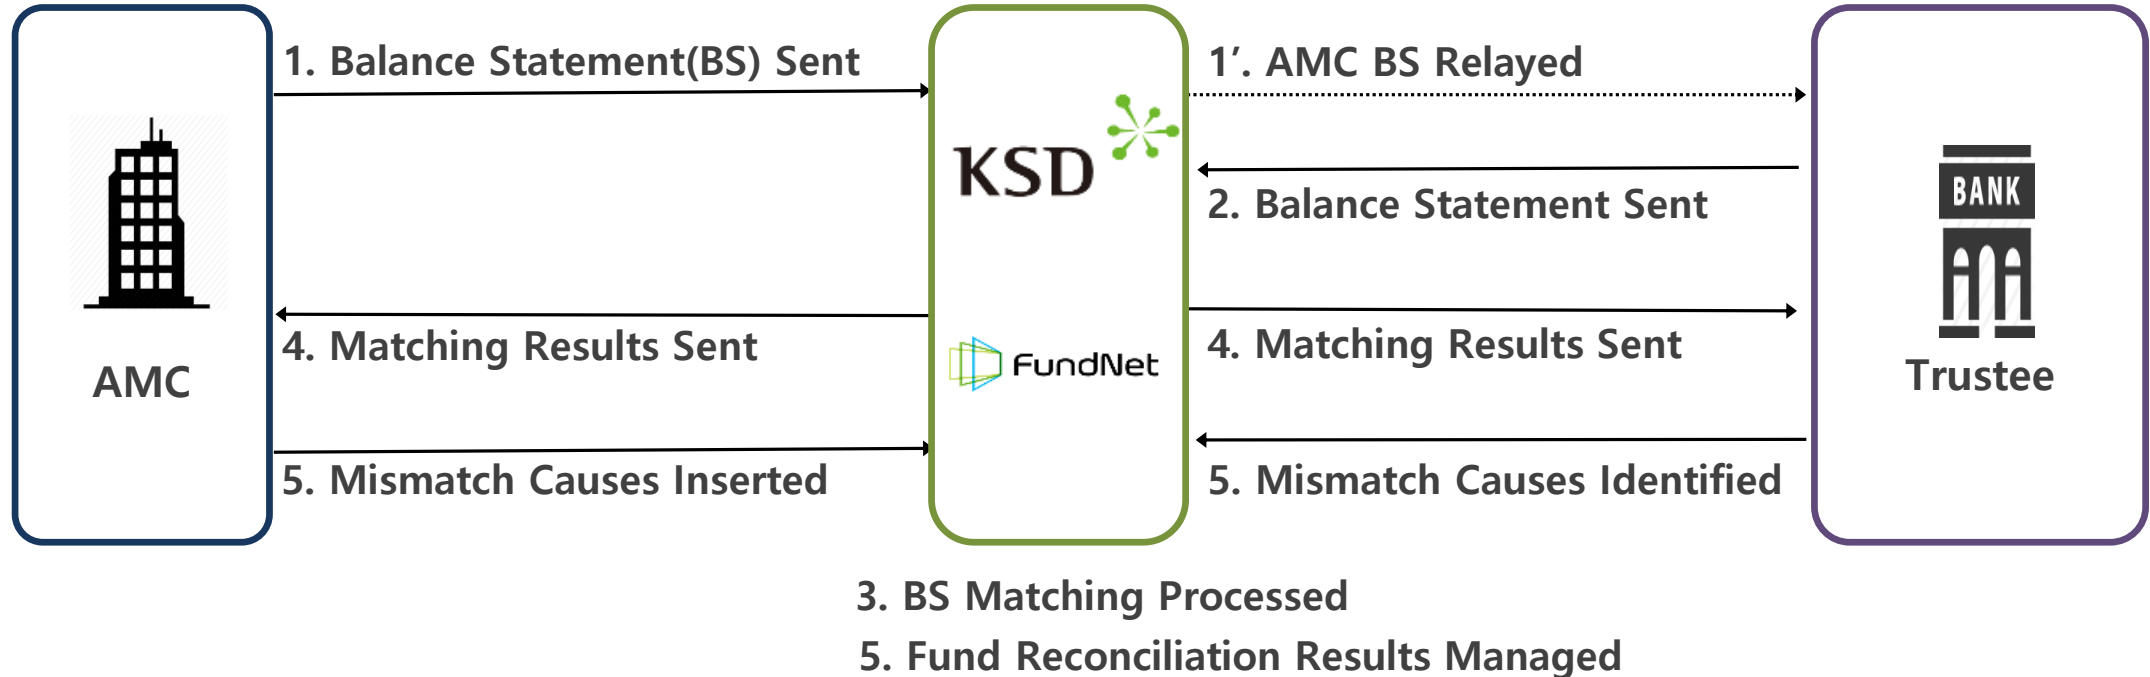 1. Balance Statement(BS) Sent
1’. AMC BS Relayed
KSD
BANK
2. Balance Statement Sent
4. Matching Results Sent
4. Matching Results Sent
FundNet
AMC
Trustee
5. Mismatch Causes Inserted
5. Mismatch Causes Identified
3. BS Matching Processed
5. Fund Reconciliation Results Managed